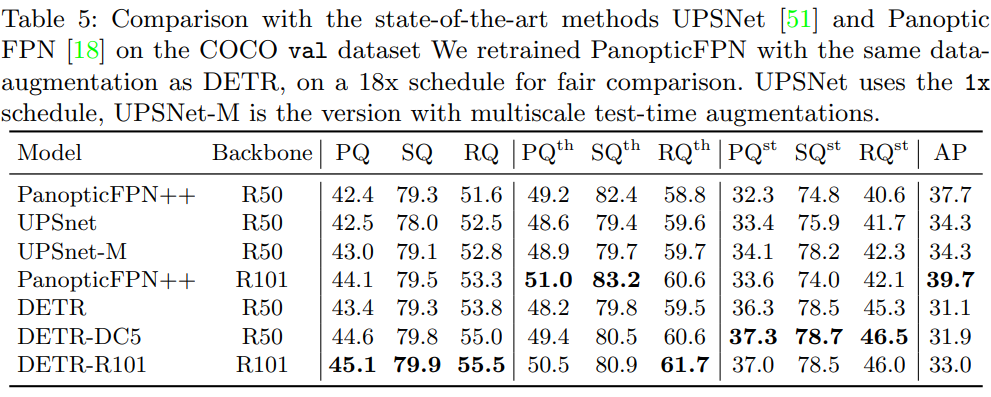 Table 5: Comparison with the state-of-the-art methods UPSNet [51] and Panoptic
FPN [18] on the COCO val dataset We retrained PanopticFPN with the same data-
augmentation as DETR, on a 18x schedule for fair comparison. UPSNet uses the 1x
schedule, UPSNet-M is the version with multiscale test-time augmentations.
Model Backbone PQ SQ RQ PQ^th SQ^th RQ^th PQ^st SQ^st RQ^st AP
PanopticFPN++ R50 42.4 79.3 51.6 49.2 82.4 58.8 32.3 74.8 40.6 37.7
UPSnet R50 42.5 78.0 52.5 48.6 79.4 59.6 33.4 75.9 41.7 34.3
UPSnet-M R50 43.0 79.1 52.8 48.9 79.7 59.7 34.1 78.2 42.3 34.3
PanopticFPN++ R101 44.1 79.5 53.3 51.0 83.2 60.6 33.6 74.0 42.1 39.7
DETR R50 43.4 79.3 53.8 48.2 79.8 59.5 36.3 78.5 45.3 31.1
DETR-DC5 R50 44.6 79.8 55.0 49.4 80.5 60.6 37.3 78.7 46.5 31.9
DETR-R101 R101 45.1 79.9 55.5 50.5 80.9 61.7 37.0 78.5 46.0 33.0